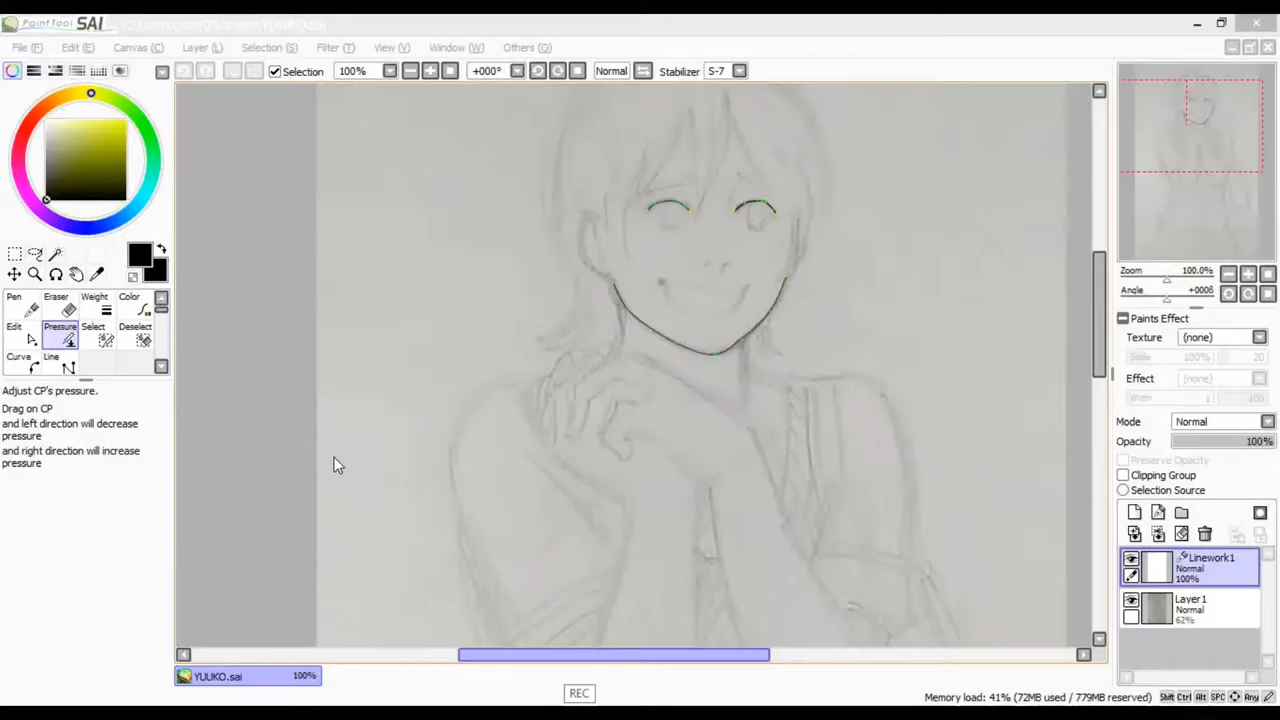 PaintTool SAI
File (F) Edit (E) Canvas (C) Layer (L) Selection (S) Filter (T) View (V) Window (W) Others (O)
Selection 100% +000° Normal Stabilizer S-7
Zoom 100.0%
Angle +000ß
Pen Eraser Weight Color
Edit Pressure Select Deselect
Curve Line
Adjust CP's pressure.
Drag on CP
and left direction will decrease
pressure
and right direction will increase
pressure
Paints Effect
Texture (none)
Scale 100% 20
Effect (none)
Width 1 100
Mode Normal
Opacity 100%
Preserve Opacity
Clipping Group
Selection Source
Linework1
Normal
100%
Layer1
Normal
62%
YUUKO.sai 100%
REC
Memory load: 41% (72MB used / 779MB reserved) Shift Ctrl Alt SPC Any